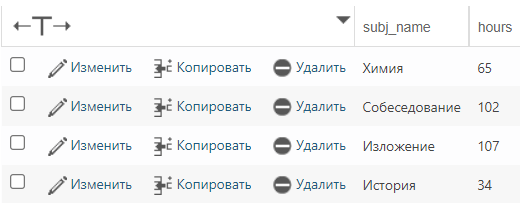 ←T→ subj_name hours
Изменить Копировать Удалить Химия 65
Изменить Копировать Удалить Собеседование 102
Изменить Копировать Удалить Изложение 107
Изменить Копировать Удалить История 34